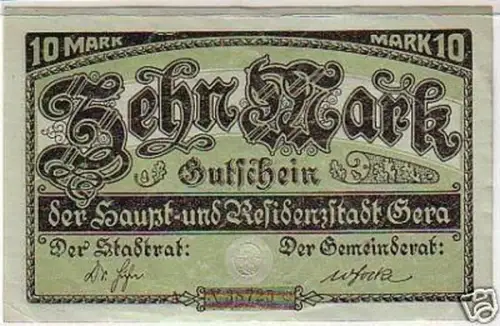 10 MARK MARK 10
Zehn Mark
Gutschein
der Haupt- und Residenzstadt Gera
Der Stadtrat: Der Gemeinderat: